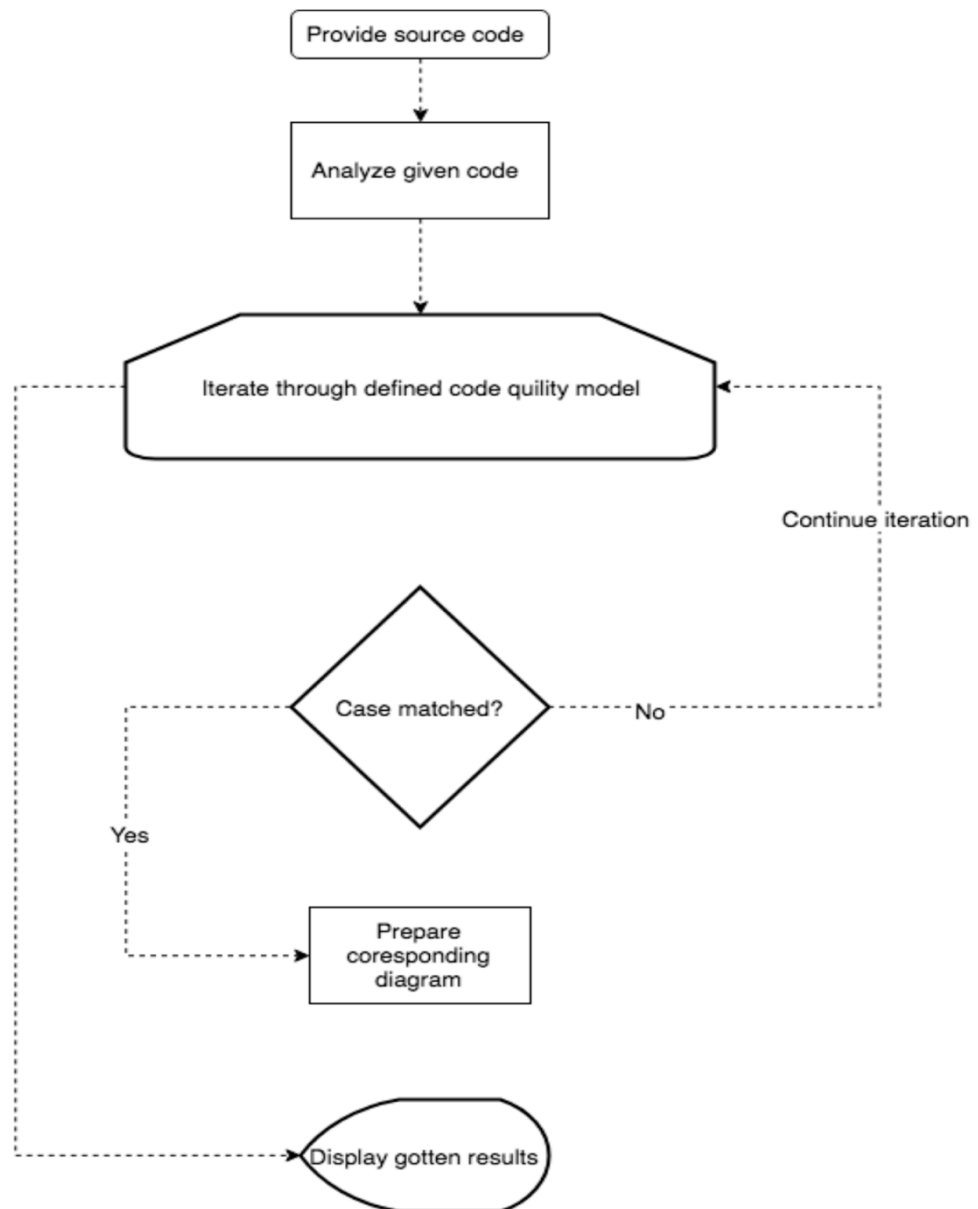 Provide source code
Analyze given code
Iterate through defined code quility model
Continue iteration
Case matched?
No
Yes
Prepare
coresponding
diagram
Display gotten results